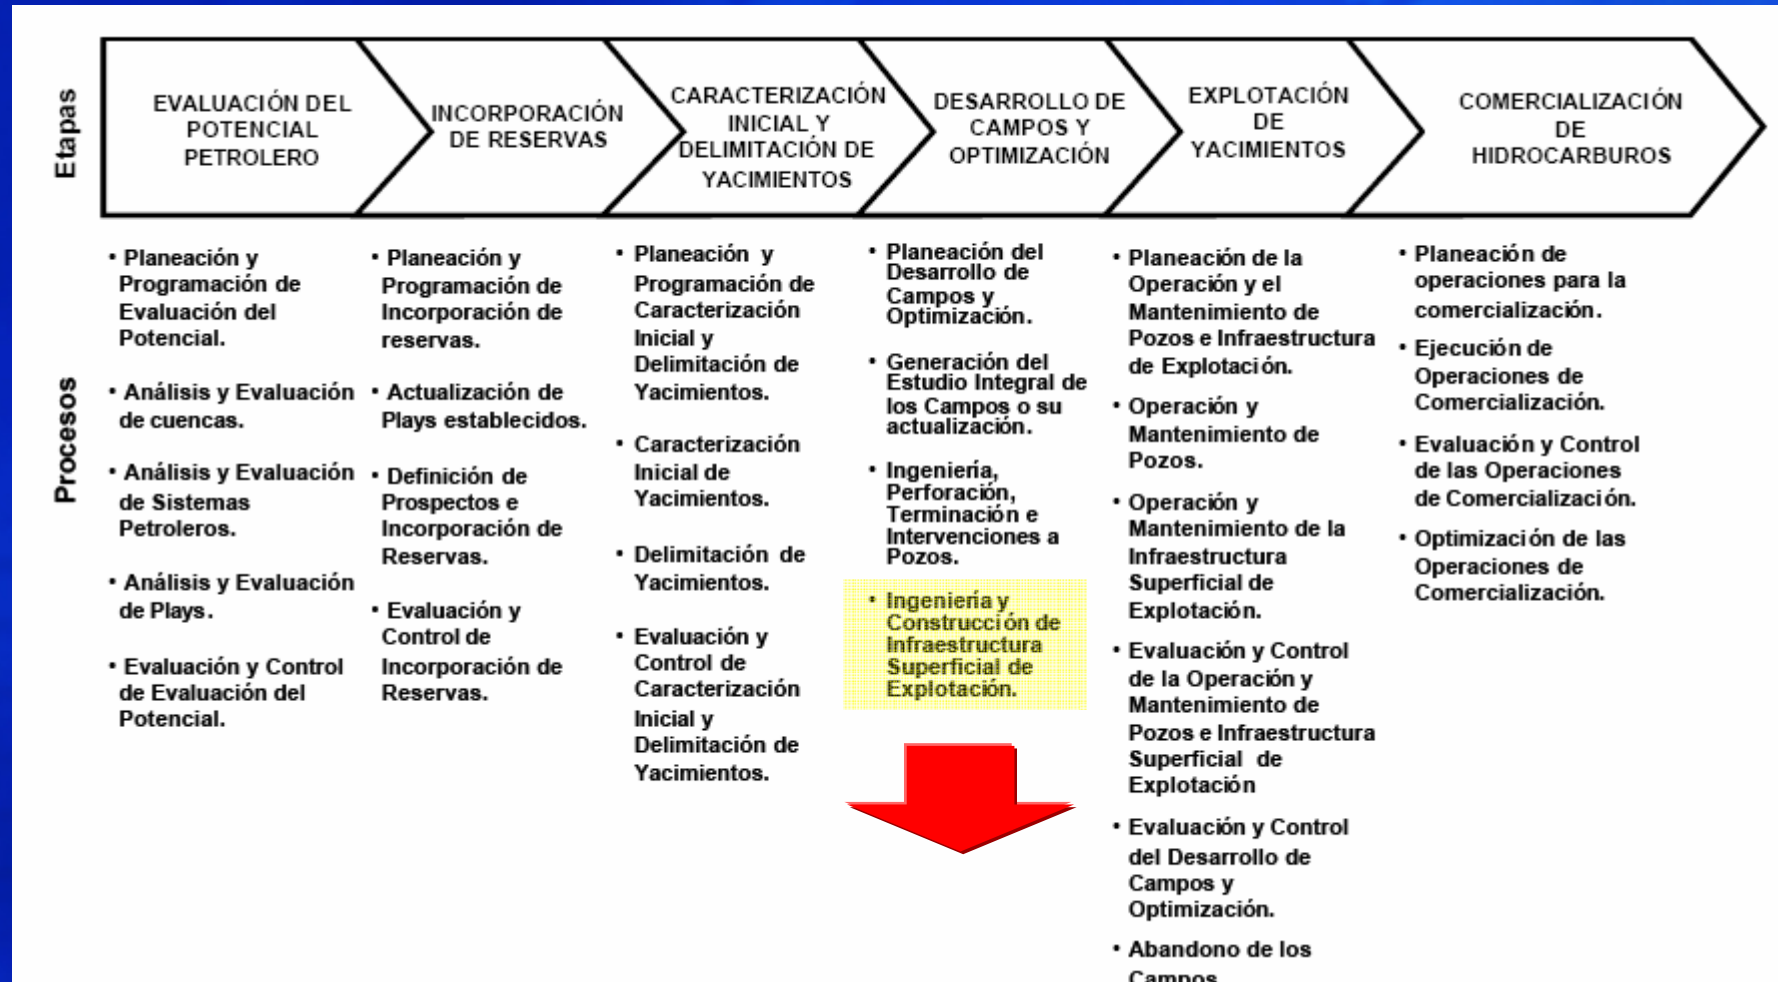 Etapas
EVALUACIÓN DEL
POTENCIAL
PETROLERO
INCORPORACIÓN
DE RESERVAS
CARACTERIZACIÓN
INICIAL Y
DELIMITACIÓN DE
YACIMIENTOS
DESARROLLO DE
CAMPOS Y
OPTIMIZACIÓN
EXPLOTACIÓN
DE
YACIMIENTOS
COMERCIALIZACIÓN
DE
HIDROCARBUROS
Procesos
• Planeación y
Programación de
Evaluación del
Potencial.
• Análisis y Evaluación
de cuencas.
• Análisis y Evaluación
de Sistemas
Petroleros.
• Análisis y Evaluación
de Plays.
• Evaluación y Control
de Evaluación del
Potencial.
• Planeación y
Programación de
Incorporación de
reservas.
• Actualización de
Plays establecidos.
• Definición de
Prospectos e
Incorporación de
Reservas.
• Evaluación y
Control de
Incorporación de
Reservas.
• Planeación y
Programación de
Caracterización
Inicial y
Delimitación de
Yacimientos.
• Caracterización
Inicial de
Yacimientos.
• Delimitación de
Yacimientos.
• Evaluación y
Control de
Caracterización
Inicial y
Delimitación de
Yacimientos.
• Planeación del
Desarrollo de
Campos y
Optimización.
• Generación del
Estudio Integral de
los Campos o su
actualización.
• Ingeniería,
Perforación,
Terminación e
Intervenciones a
Pozos.
• Ingeniería y
Construcción de
Infraestructura
Superficial de
Explotación.
• Planeación de la
Operación y el
Mantenimiento de
Pozos e Infraestructura
de Explotación.
• Operación y
Mantenimiento de
Pozos.
• Operación y
Mantenimiento de la
Infraestructura
Superficial de
Explotación.
• Evaluación y Control
de la Operación y
Mantenimiento de
Pozos e Infraestructura
Superficial de
Explotación
• Evaluación y Control
del Desarrollo de
Campos y
Optimización.
• Abandono de los
Campos
• Planeación de
operaciones para la
comercialización.
• Ejecución de
Operaciones de
Comercialización.
• Evaluación y Control
de las Operaciones
de Comercialización.
• Optimización de las
Operaciones de
Comercialización.